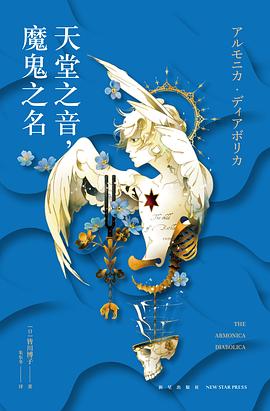 天堂之音，
魔鬼之名
アルモニカ・ディアボリカ
［日］皆川博子 —— 著
THE
ARMONICA
DIABOLICA
新星出版社 NEW STAR PRESS